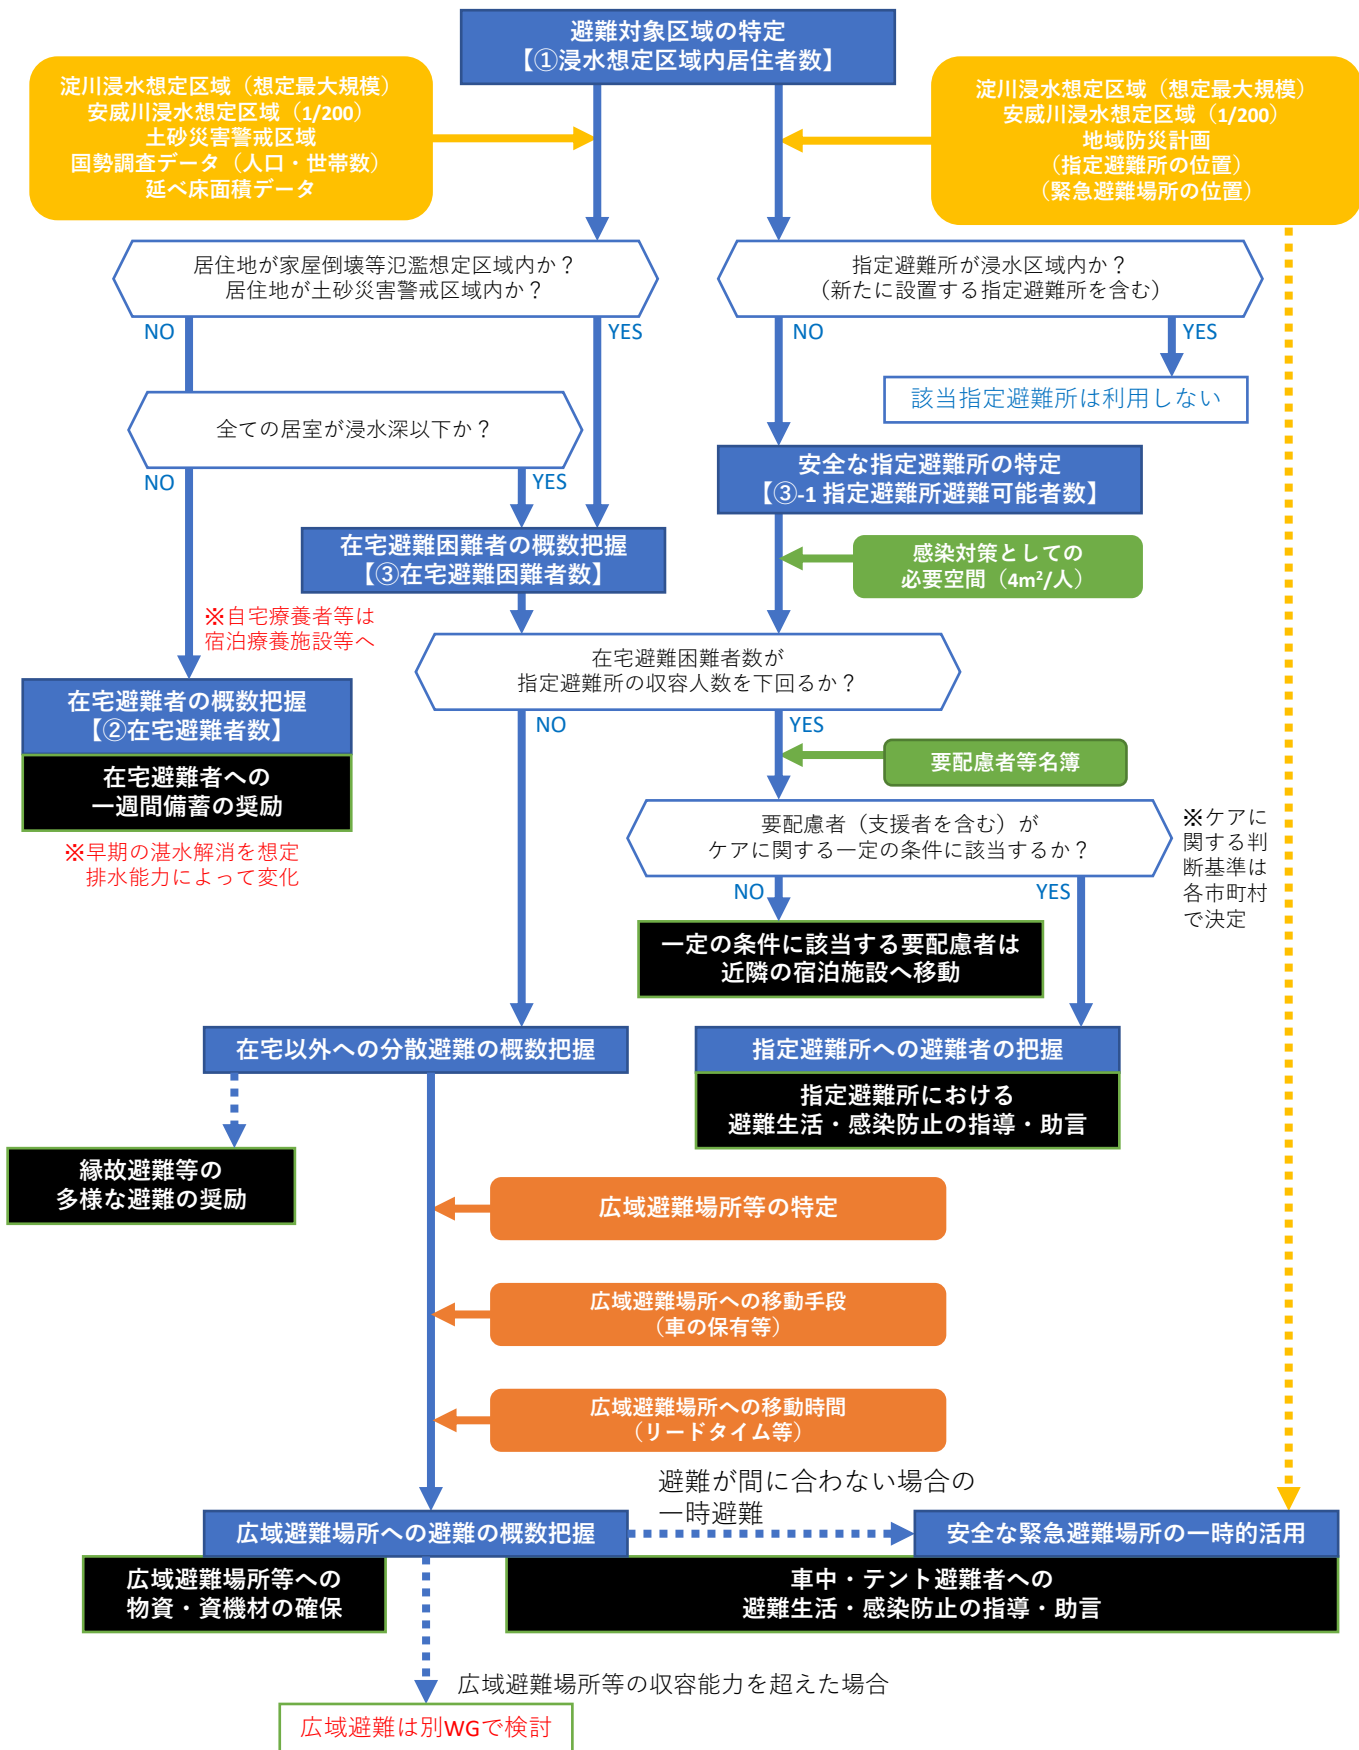 避難対象区域の特定
【①浸水想定区域内居住者数】
淀川浸水想定区域（想定最大規模）
安威川浸水想定区域（1/200）
土砂災害警戒区域
国勢調査データ（人口・世帯数）
延べ床面積データ
淀川浸水想定区域（想定最大規模）
安威川浸水想定区域（1/200）
地域防災計画
（指定避難所の位置）
（緊急避難場所の位置）
居住地が家屋倒壊等氾濫想定区域内か？
居住地が土砂災害警戒区域内か？
NO
YES
指定避難所が浸水区域内か？
（新たに設置する指定避難所を含む）
NO
YES
該当指定避難所は利用しない
全ての居室が浸水深以下か？
NO
YES
安全な指定避難所の特定
【③-1 指定避難所避難可能者数】
在宅避難困難者の概数把握
【③在宅避難困難者数】
感染対策としての
必要空間（4m²/人）
※自宅療養者等は
宿泊療養施設等へ
在宅避難困難者数が
指定避難所の収容人数を下回るか？
NO
YES
在宅避難者の概数把握
【②在宅避難者数】
在宅避難者への
一週間備蓄の奨励
※早期の湛水解消を想定
排水能力によって変化
要配慮者等名簿
要配慮者（支援者を含む）が
ケアに関する一定の条件に該当するか？
NO
YES
※ケアに
関する判
断基準は
各市町村
で決定
一定の条件に該当する要配慮者は
近隣の宿泊施設へ移動
在宅以外への分散避難の概数把握
指定避難所への避難者の把握
指定避難所における
避難生活・感染防止の指導・助言
縁故避難等の
多様な避難の奨励
広域避難場所等の特定
広域避難場所への移動手段
（車の保有等）
広域避難場所への移動時間
（リードタイム等）
避難が間に合わない場合の
一時避難
広域避難場所への避難の概数把握
安全な緊急避難場所の一時的活用
広域避難場所等への
物資・資機材の確保
車中・テント避難者への
避難生活・感染防止の指導・助言
広域避難場所等の収容能力を超えた場合
広域避難は別WGで検討